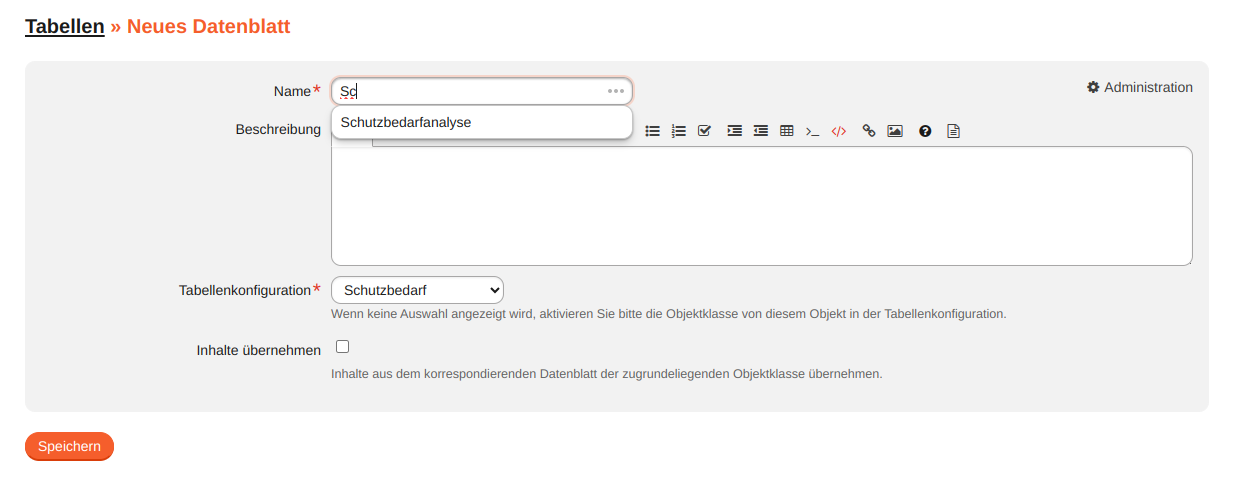 Tabellen » Neues Datenblatt
Name* Sc
Administration
Schutzbedarfanalyse
Beschreibung
Tabellenkonfiguration* Schutzbedarf
Wenn keine Auswahl angezeigt wird, aktivieren Sie bitte die Objektklasse von diesem Objekt in der Tabellenkonfiguration.
Inhalte übernehmen
Inhalte aus dem korrespondierenden Datenblatt der zugrundeliegenden Objektklasse übernehmen.
Speichern